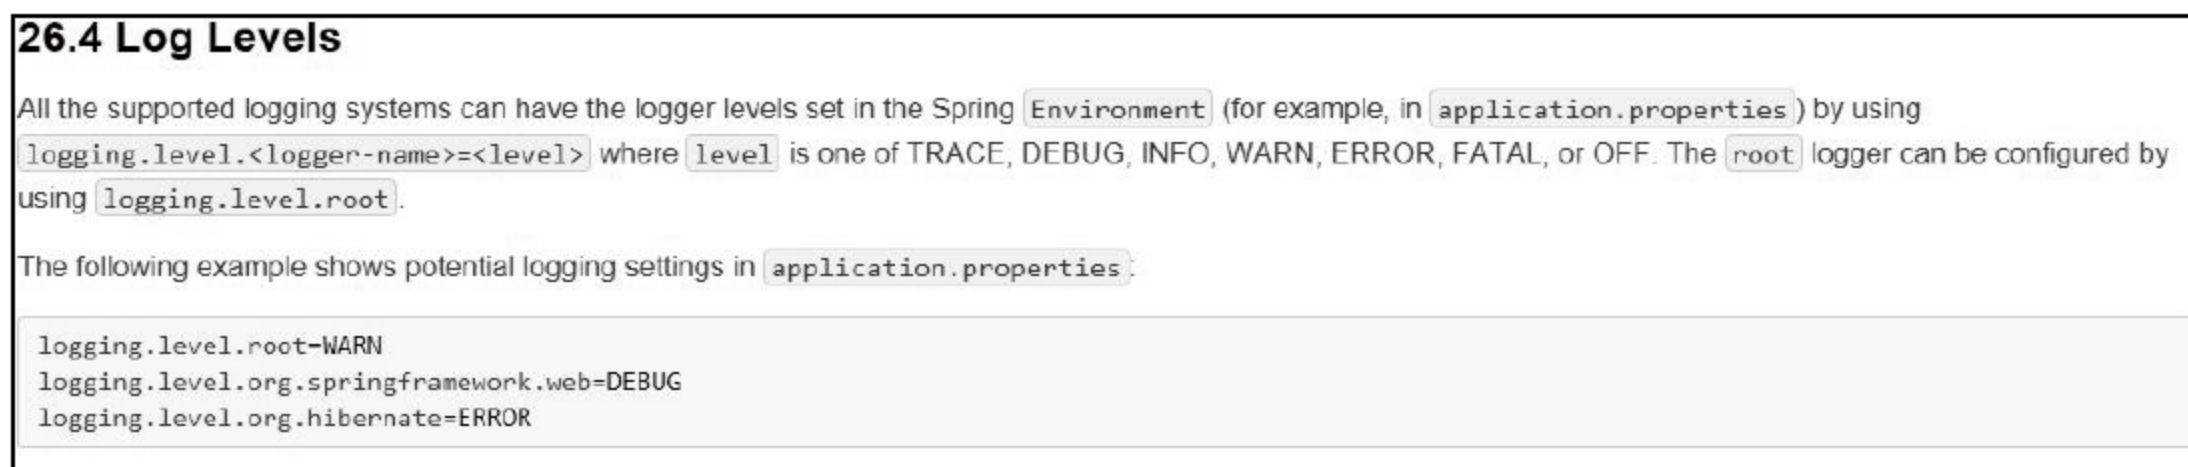 26.4 Log Levels
All the supported logging systems can have the logger levels set in the Spring Environment (for example, in application.properties) by using
logging.level.<logger-name>=<level> where level is one of TRACE, DEBUG, INFO, WARN, ERROR, FATAL, or OFF. The root logger can be configured by
using logging.level.root.
The following example shows potential logging settings in application.properties:
logging.level.root=WARN
logging.level.org.springframework.web=DEBUG
logging.level.org.hibernate=ERROR